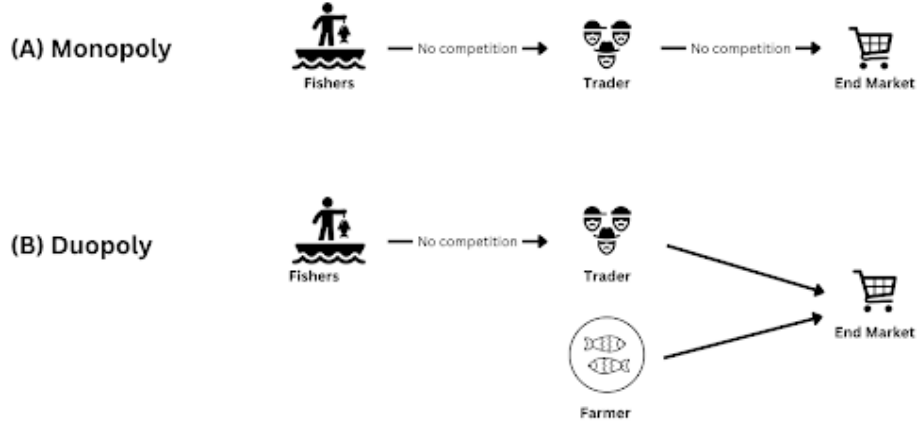 (A) Monopoly
No competition
No competition
Fishers
Trader
End Market
(B) Duopoly
No competition
Fishers
Trader
End Market
Farmer